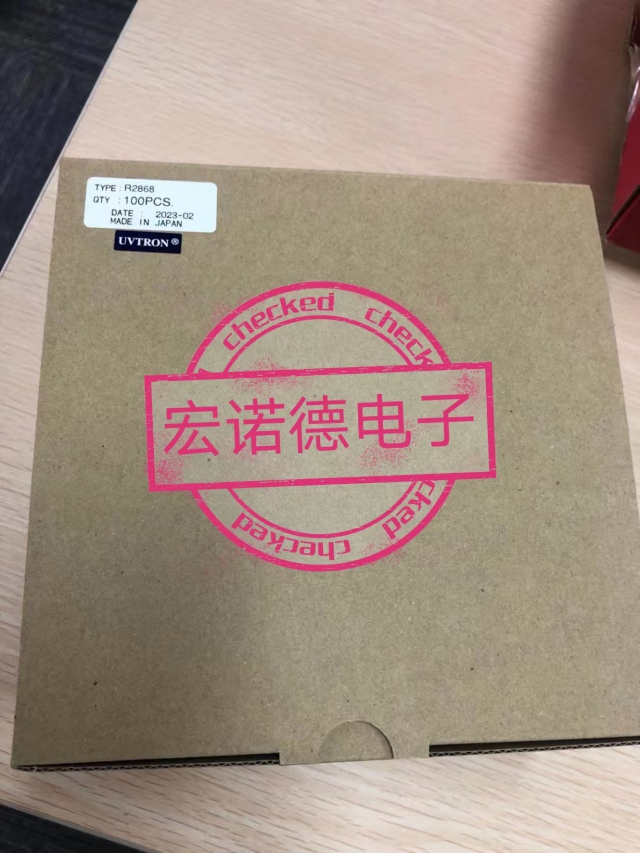 TYPE : R2868
QTY : 100PCS.
DATE : 2023-02
MADE IN JAPAN
UVTRON ®
checked checked
宏诺德电子
checked checked cked